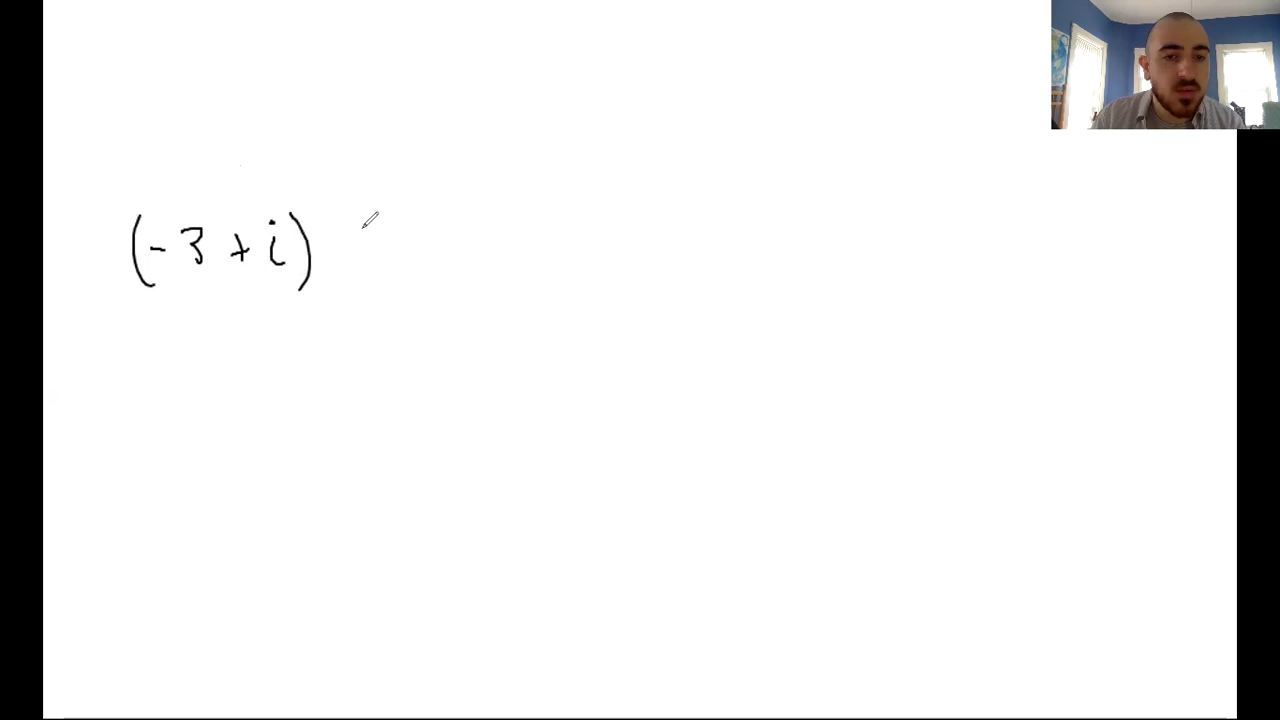 (-3 + i)